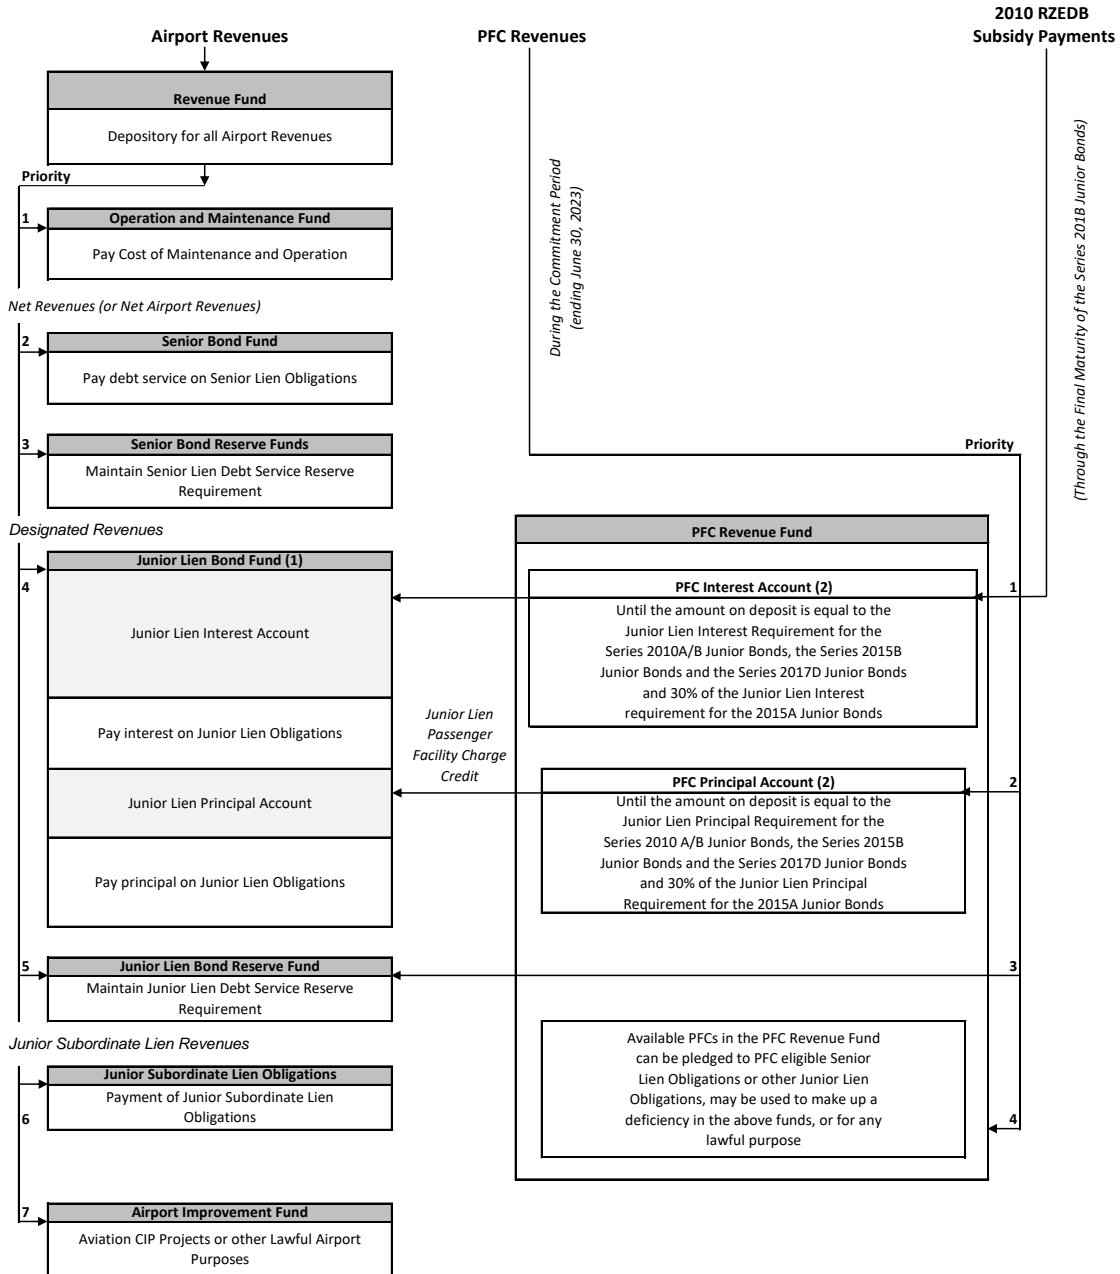 Airport Revenues
PFC Revenues
2010 RZEDB
Subsidy Payments
Revenue Fund
Depository for all Airport Revenues
Priority
1
Operation and Maintenance Fund
Pay Cost of Maintenance and Operation
Net Revenues (or Net Airport Revenues)
2
Senior Bond Fund
Pay debt service on Senior Lien Obligations
3
Senior Bond Reserve Funds
Maintain Senior Lien Debt Service Reserve
Requirement
Designated Revenues
4
Junior Lien Bond Fund (1)
Junior Lien Interest Account
Pay interest on Junior Lien Obligations
Junior Lien Principal Account
Pay principal on Junior Lien Obligations
5
Junior Lien Bond Reserve Fund
Maintain Junior Lien Debt Service Reserve
Requirement
Junior Subordinate Lien Revenues
6
Junior Subordinate Lien Obligations
Payment of Junior Subordinate Lien
Obligations
7
Airport Improvement Fund
Aviation CIP Projects or other Lawful Airport
Purposes
Junior Lien
Passenger
Facility Charge
Credit
During the Commitment Period
(ending June 30, 2023)
(Through the Final Maturity of the Series 201B Junior Bonds)
Priority
PFC Revenue Fund
1
PFC Interest Account (2)
Until the amount on deposit is equal to the
Junior Lien Interest Requirement for the
Series 2010A/B Junior Bonds, the Series 2015B
Junior Bonds and the Series 2017D Junior Bonds
and 30% of the Junior Lien Interest
requirement for the 2015A Junior Bonds
2
PFC Principal Account (2)
Until the amount on deposit is equal to the
Junior Lien Principal Requirement for the
Series 2010 A/B Junior Bonds, the Series 2015B
Junior Bonds and the Series 2017D Junior Bonds
and 30% of the Junior Lien Principal
Requirement for the 2015A Junior Bonds
3
Available PFCs in the PFC Revenue Fund
can be pledged to PFC eligible Senior
Lien Obligations or other Junior Lien
Obligations, may be used to make up a
deficiency in the above funds, or for any
lawful purpose
4